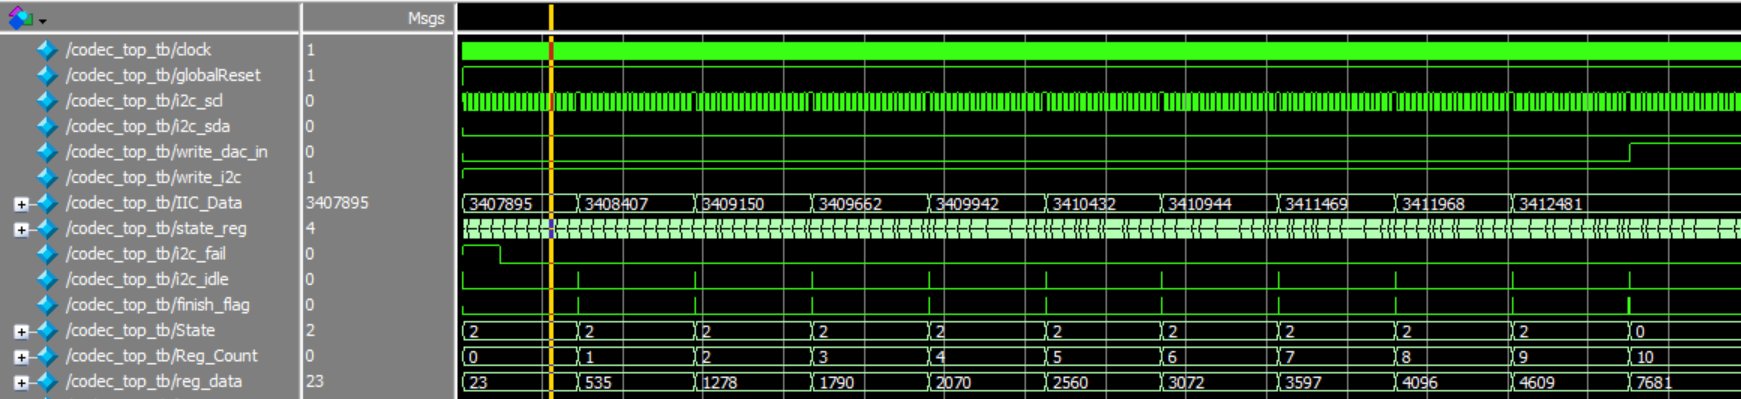 Msgs
/codec_top_tb/clock 1
/codec_top_tb/globalReset 1
/codec_top_tb/i2c_scl 0
/codec_top_tb/i2c_sda 0
/codec_top_tb/write_dac_in 0
/codec_top_tb/write_i2c 1
/codec_top_tb/IIC_Data 3407895 3407895 3408407 3409150 3409662 3409942 3410432 3410944 3411469 3411968 3412481
/codec_top_tb/state_reg 4
/codec_top_tb/i2c_fail 0
/codec_top_tb/i2c_idle 0
/codec_top_tb/finish_flag 0
/codec_top_tb/State 2 2 2 2 2 2 2 2 2 2 2 0
/codec_top_tb/Reg_Count 0 0 1 2 3 4 5 6 7 8 9 10
/codec_top_tb/reg_data 23 23 535 1278 1790 2070 2560 3072 3597 4096 4609 7681